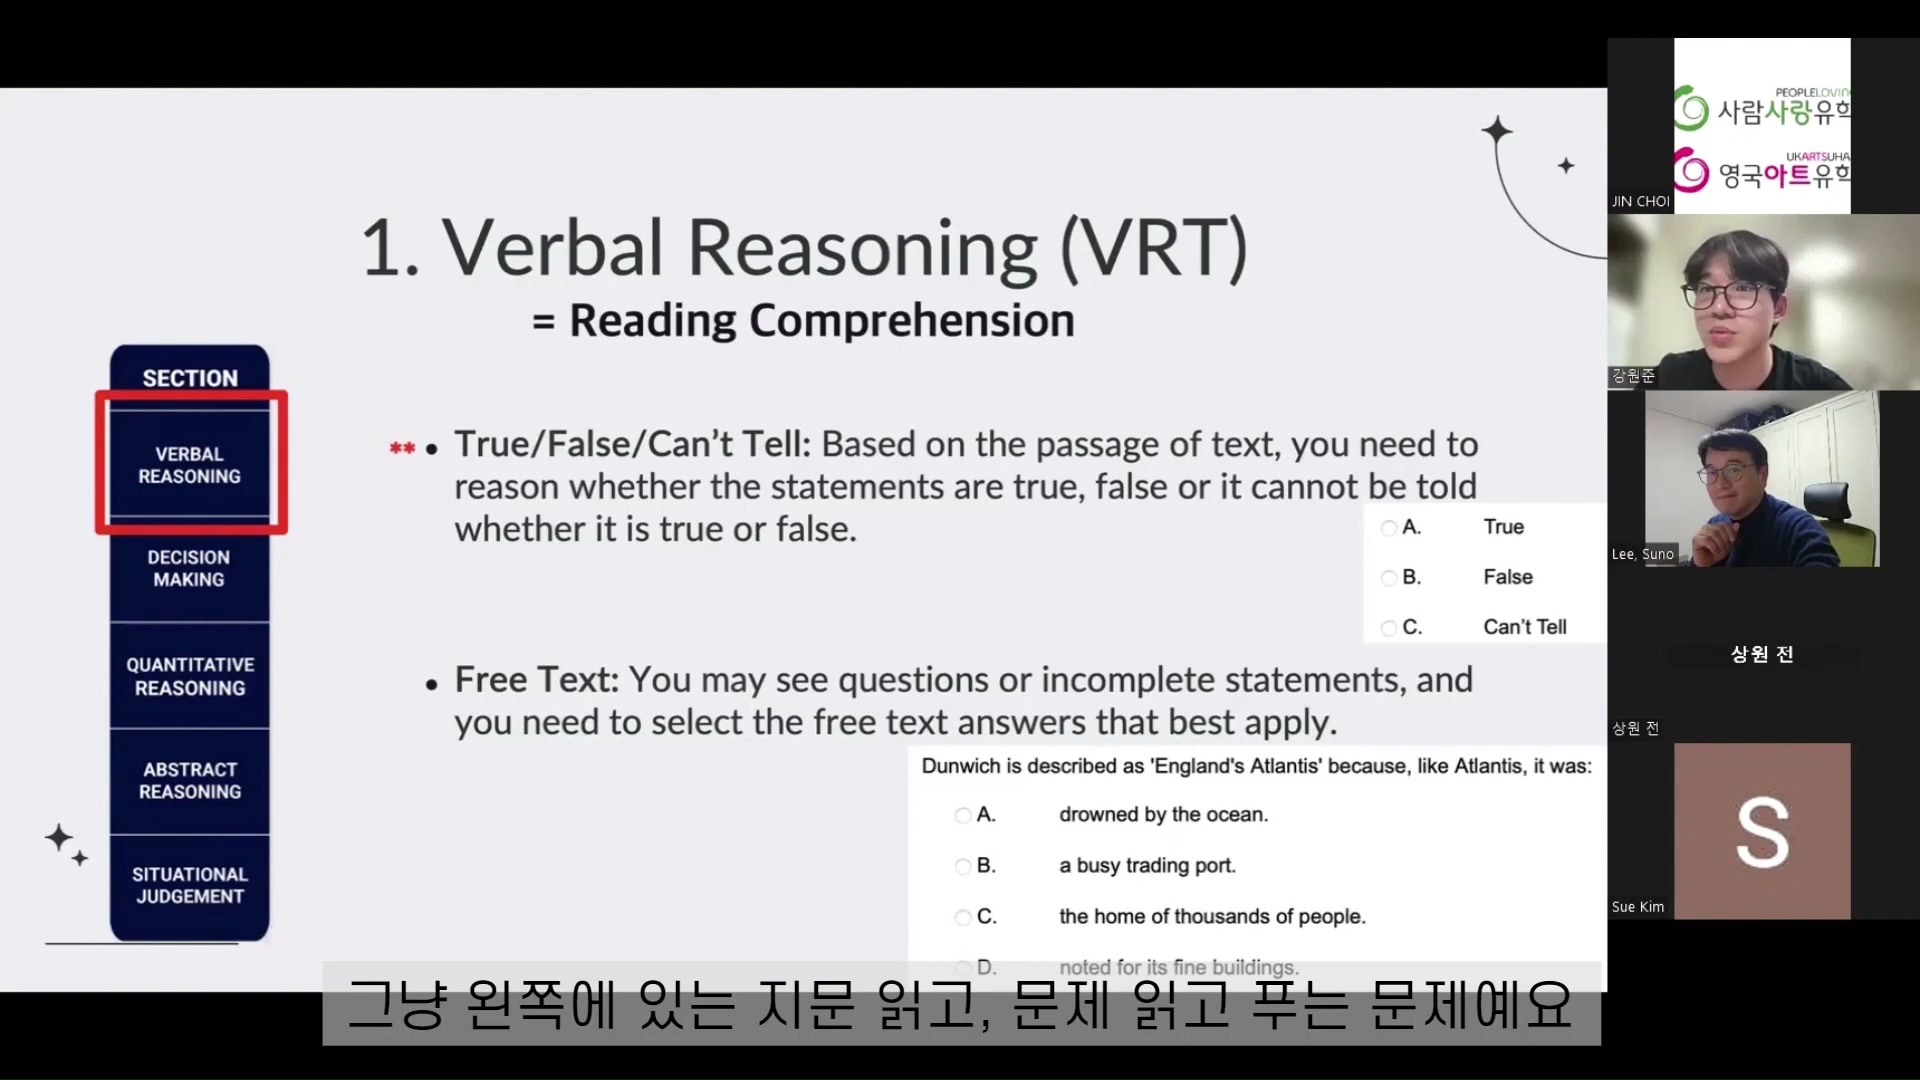 1. Verbal Reasoning (VRT)
= Reading Comprehension
SECTION
VERBAL
REASONING
DECISION
MAKING
QUANTITATIVE
REASONING
ABSTRACT
REASONING
SITUATIONAL
JUDGEMENT
** • True/False/Can't Tell: Based on the passage of text, you need to
reason whether the statements are true, false or it cannot be told
whether it is true or false.
A. True
B. False
C. Can't Tell
• Free Text: You may see questions or incomplete statements, and
you need to select the free text answers that best apply.
Dunwich is described as 'England's Atlantis' because, like Atlantis, it was:
A. drowned by the ocean.
B. a busy trading port.
C. the home of thousands of people.
D. noted for its fine buildings.
그냥 왼쪽에 있는 지문 읽고, 문제 읽고 푸는 문제예요
PEOPLELOVIN
사람사랑유학
UKARTSUHA
영국아트유학
JIN CHOI
강원준
Lee, Suno
상원 전
상원 전
S
Sue Kim